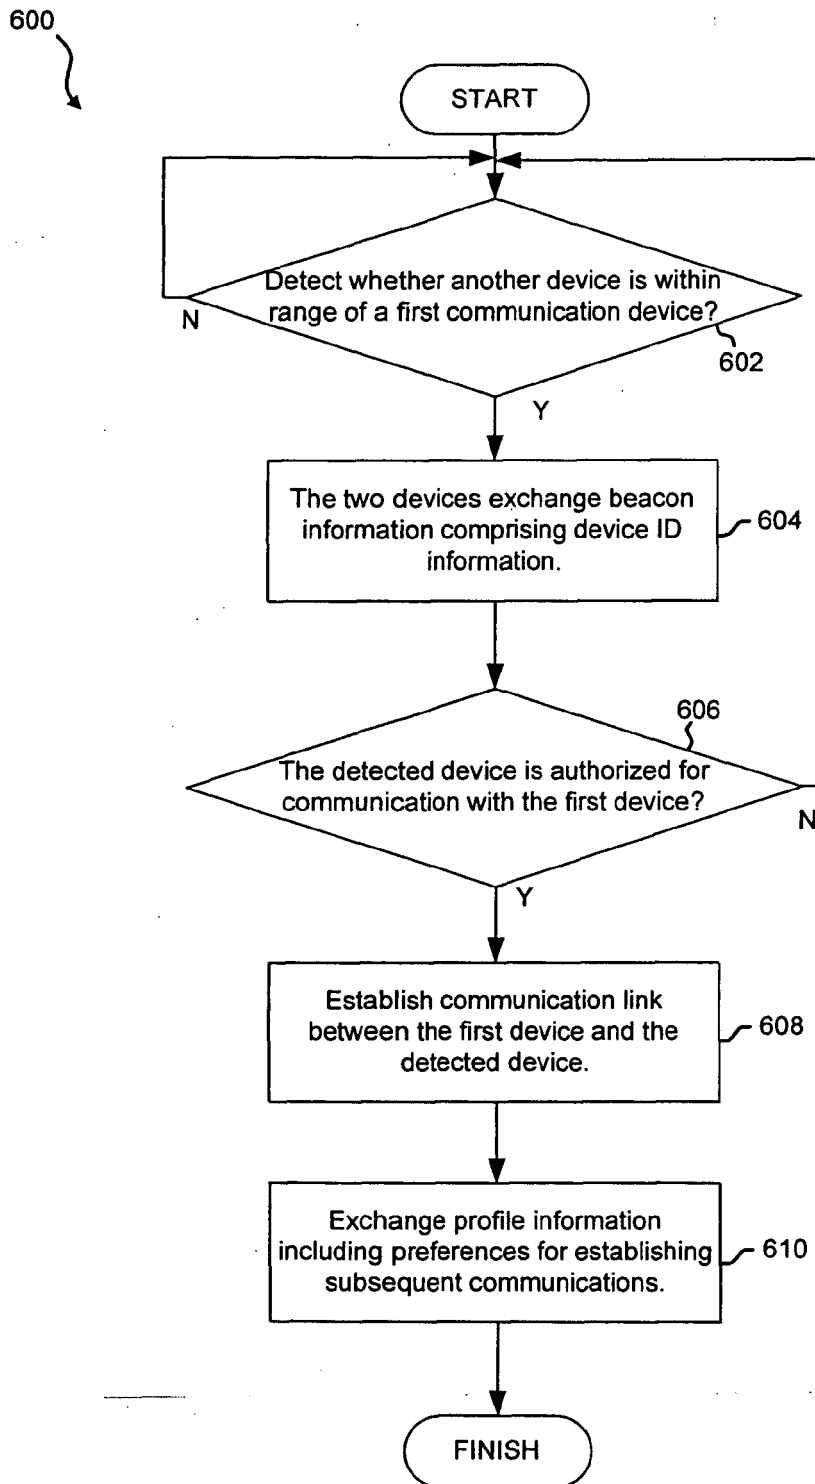 600
START
Detect whether another device is within
range of a first communication device?
N
602
Y
The two devices exchange beacon
information comprising device ID
information.
604
606
The detected device is authorized for
communication with the first device?
N
Y
Establish communication link
between the first device and the
detected device.
608
Exchange profile information
including preferences for establishing
subsequent communications.
610
FINISH